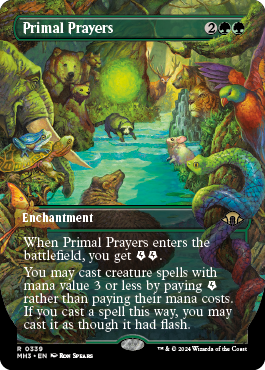 Primal Prayers 2
Enchantment
When Primal Prayers enters the
battlefield, you get
You may cast creature spells with
mana value 3 or less by paying
rather than paying their mana costs.
If you cast a spell this way, you may
cast it as though it had flash.
R 0339
MH3 • EN RON SPEARS
™ & © 2024 Wizards of the Coast